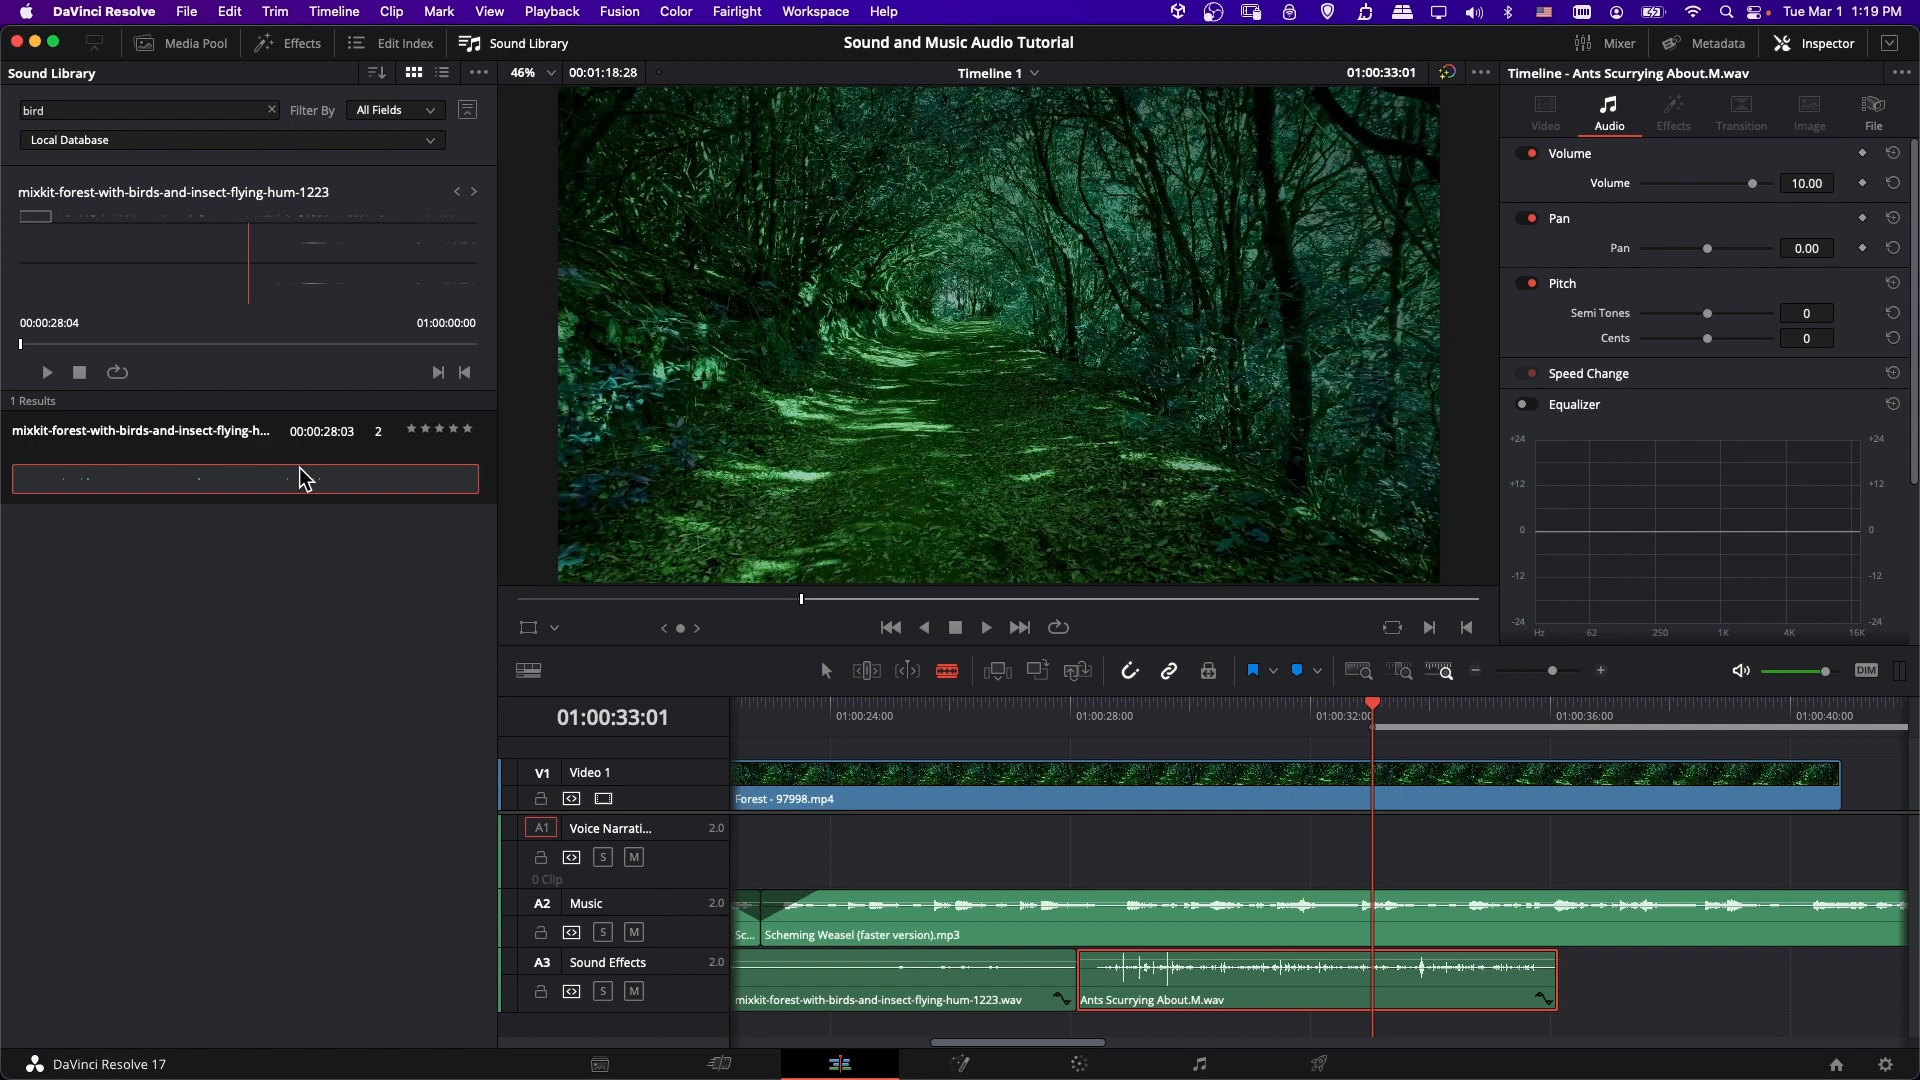 DaVinci Resolve File Edit Trim Timeline Clip Mark View Playback Fusion Color Fairlight Workspace Help Tue Mar 1 1:19 PM
Media Pool Effects Edit Index Sound Library Sound and Music Audio Tutorial Mixer Metadata Inspector
Sound Library 46% 00:01:18:28 Timeline 1 01:00:33:01 Timeline - Ants Scurrying About.M.wav
bird Filter By All Fields
Local Database
Video Audio Effects Transition Image File
Volume
Volume 10.00
mixkit-forest-with-birds-and-insect-flying-hum-1223
Pan
Pan 0.00
Pitch
Semi Tones 0
00:00:28:04 01:00:00:00
Cents 0
Speed Change
1 Results
Equalizer
mixkit-forest-with-birds-and-insect-flying-h... 00:00:28:03 2
+24 +24
+12 +12
0 0
-12 -12
-24 -24
Hz 62 250 1K 4K 16K
DIM
01:00:33:01 01:00:24:00 01:00:28:00 01:00:32:00 01:00:36:00 01:00:40:00
V1 Video 1
Forest - 97998.mp4
A1 Voice Narrati... 2.0
S M
0 Clip
A2 Music 2.0
S M Sc... Scheming Weasel (faster version).mp3
A3 Sound Effects 2.0
S M mixkit-forest-with-birds-and-insect-flying-hum-1223.wav Ants Scurrying About.M.wav
DaVinci Resolve 17